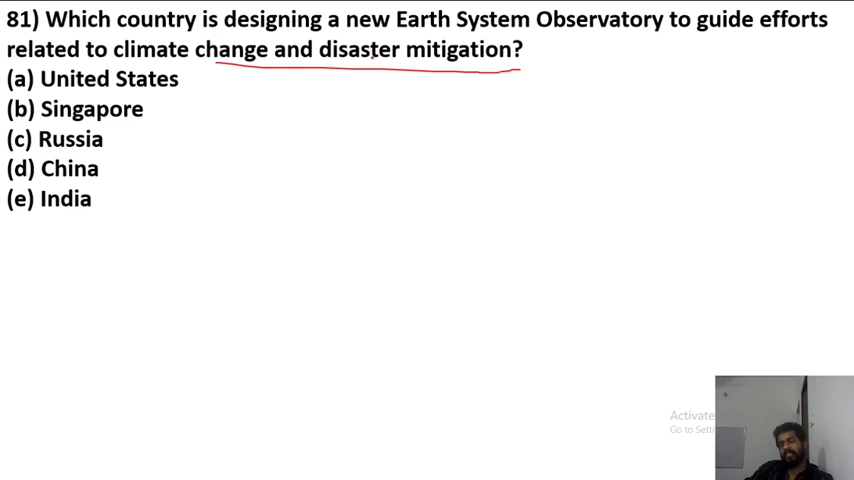 81) Which country is designing a new Earth System Observatory to guide efforts
related to climate change and disaster mitigation?
(a) United States
(b) Singapore
(c) Russia
(d) China
(e) India
Activate
Go to Setti